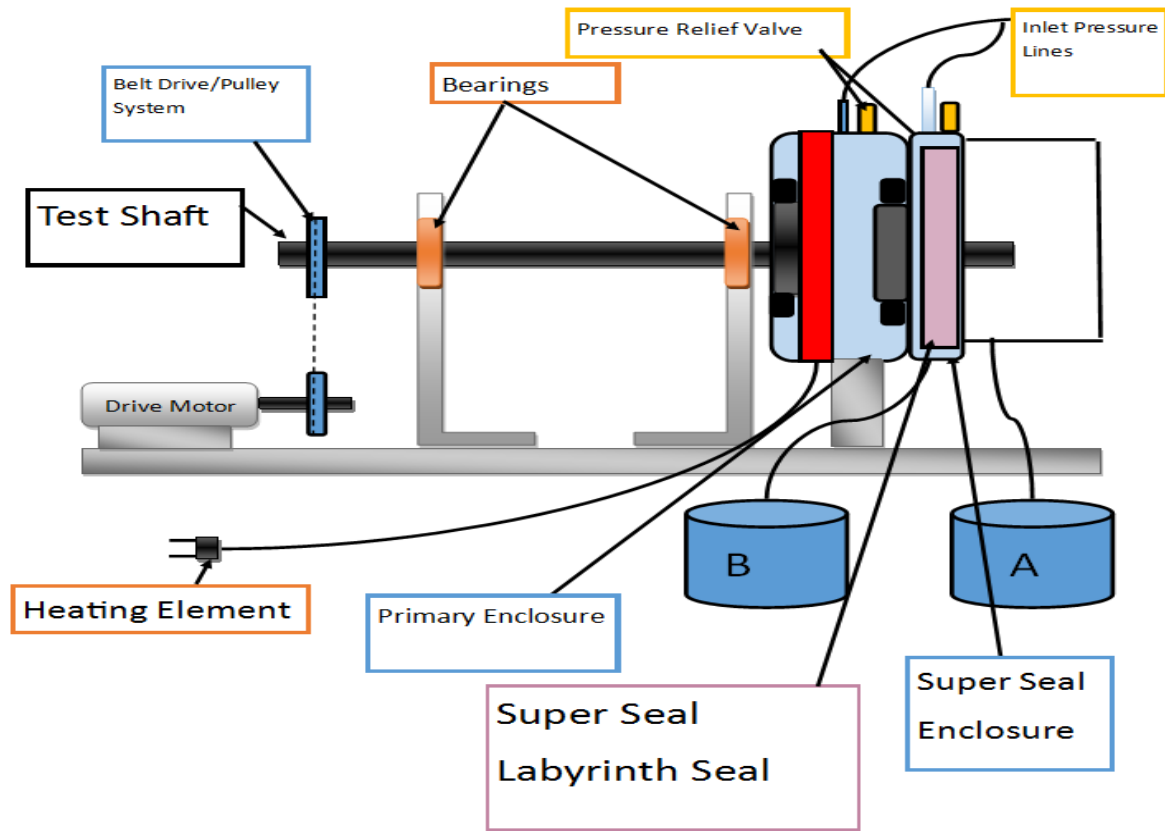 Pressure Relief Valve
Inlet Pressure
Lines
Belt Drive/Pulley
System
Bearings
Test Shaft
Drive Motor
B
A
Heating Element
Primary Enclosure
Super Seal
Labyrinth Seal
Super Seal
Enclosure